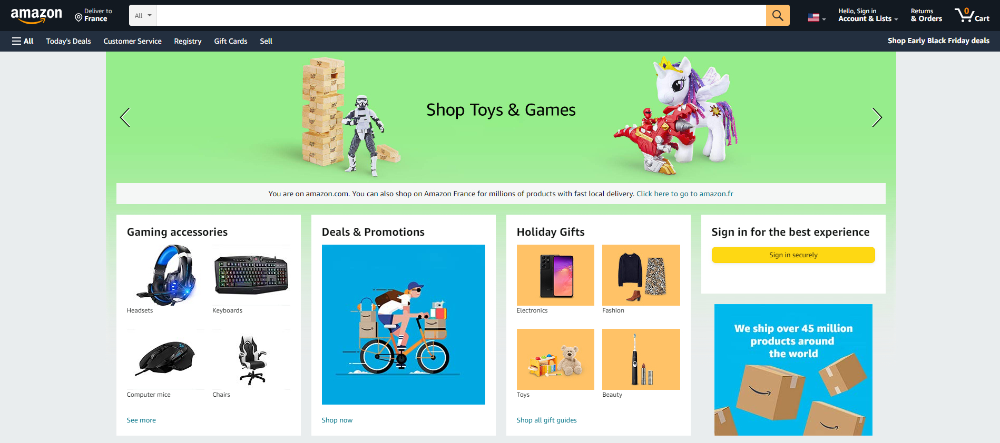 amazon
Deliver to
France
All
Hello, Sign in
Account & Lists
Returns
& Orders
0
Cart
All
Today's Deals
Customer Service
Registry
Gift Cards
Sell
Shop Early Black Friday deals
Shop Toys & Games
You are on amazon.com. You can also shop on Amazon France for millions of products with fast local delivery. Click here to go to amazon.fr
Gaming accessories
Headsets
Keyboards
Computer mice
Chairs
See more
Deals & Promotions
Shop now
Holiday Gifts
Electronics
Fashion
Toys
Beauty
Shop all gift guides
Sign in for the best experience
Sign in securely
We ship over 45 million
products around
the world